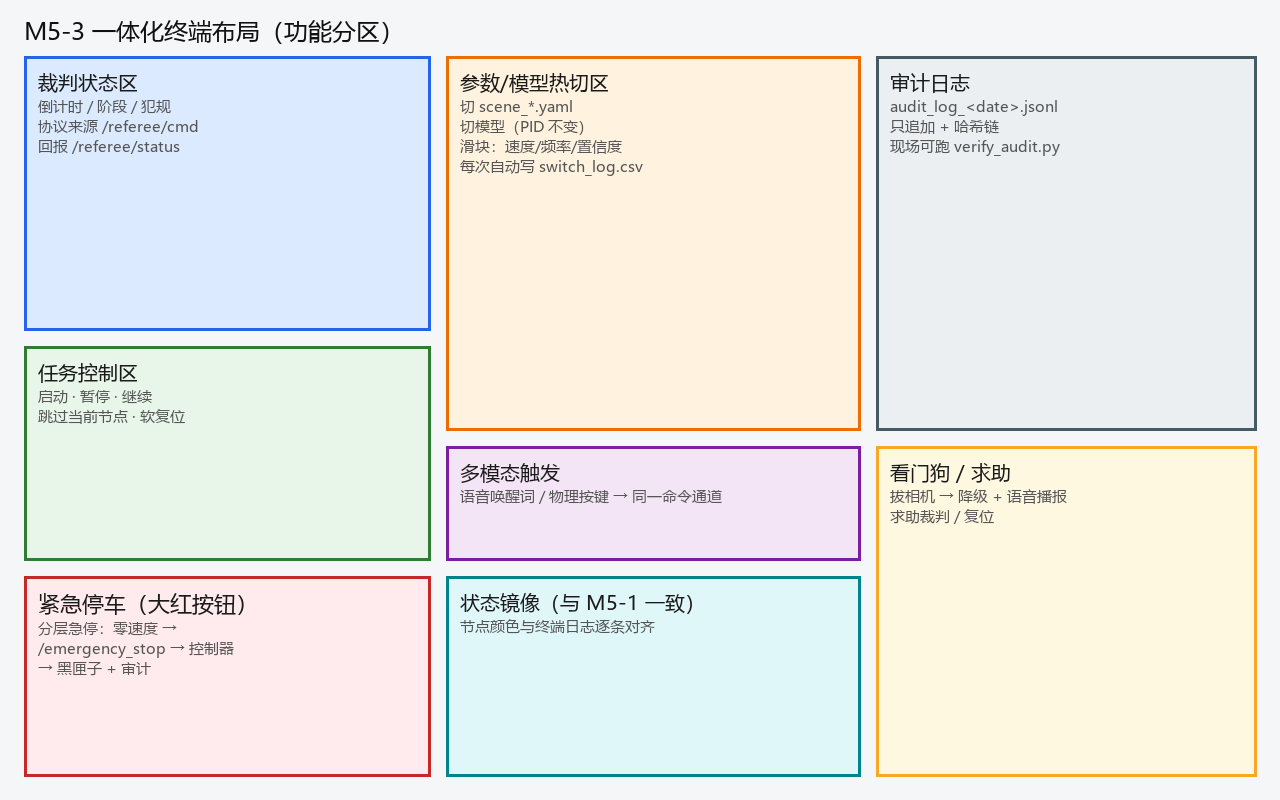 M5-3 一体化终端布局（功能分区）
裁判状态区
倒计时 / 阶段 / 犯规
协议来源 /referee/cmd
回报 /referee/status
任务控制区
启动 · 暂停 · 继续
跳过当前节点 · 软复位
紧急停车（大红按钮）
分层急停：零速度 →
/emergency_stop → 控制器
→ 黑匣子 + 审计
参数/模型热切区
切 scene_*.yaml
切模型（PID 不变）
滑块：速度/频率/置信度
每次自动写 switch_log.csv
多模态触发
语音唤醒词 / 物理按键 → 同一命令通道
状态镜像（与 M5-1 一致）
节点颜色与终端日志逐条对齐
审计日志
audit_log_<date>.jsonl
只追加 + 哈希链
现场可跑 verify_audit.py
看门狗 / 求助
拔相机 → 降级 + 语音播报
求助裁判 / 复位